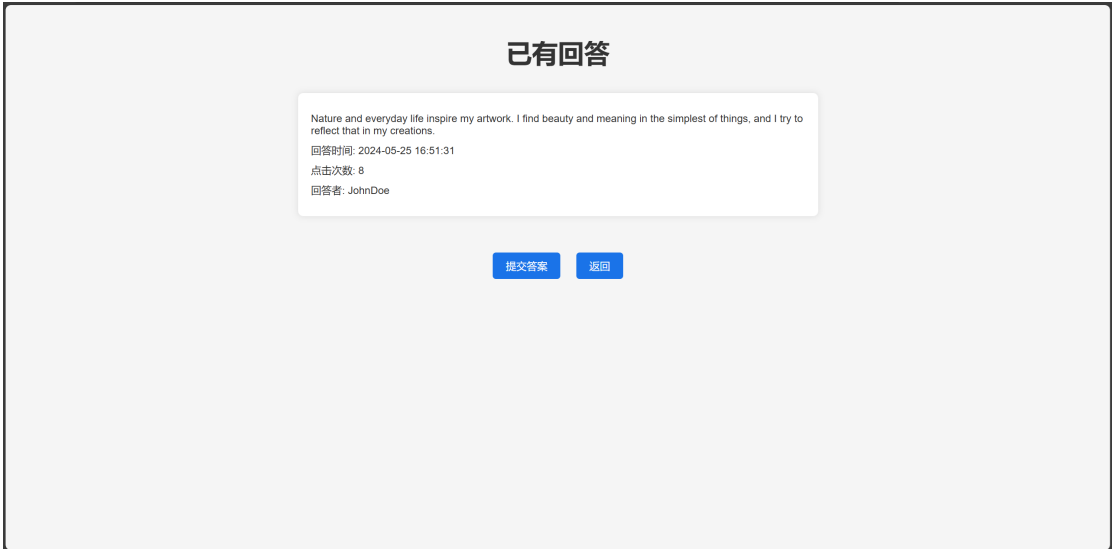 已有回答
Nature and everyday life inspire my artwork. I find beauty and meaning in the simplest of things, and I try to
reflect that in my creations.
回答时间: 2024-05-25 16:51:31
点击次数: 8
回答者: JohnDoe
提交答案 返回